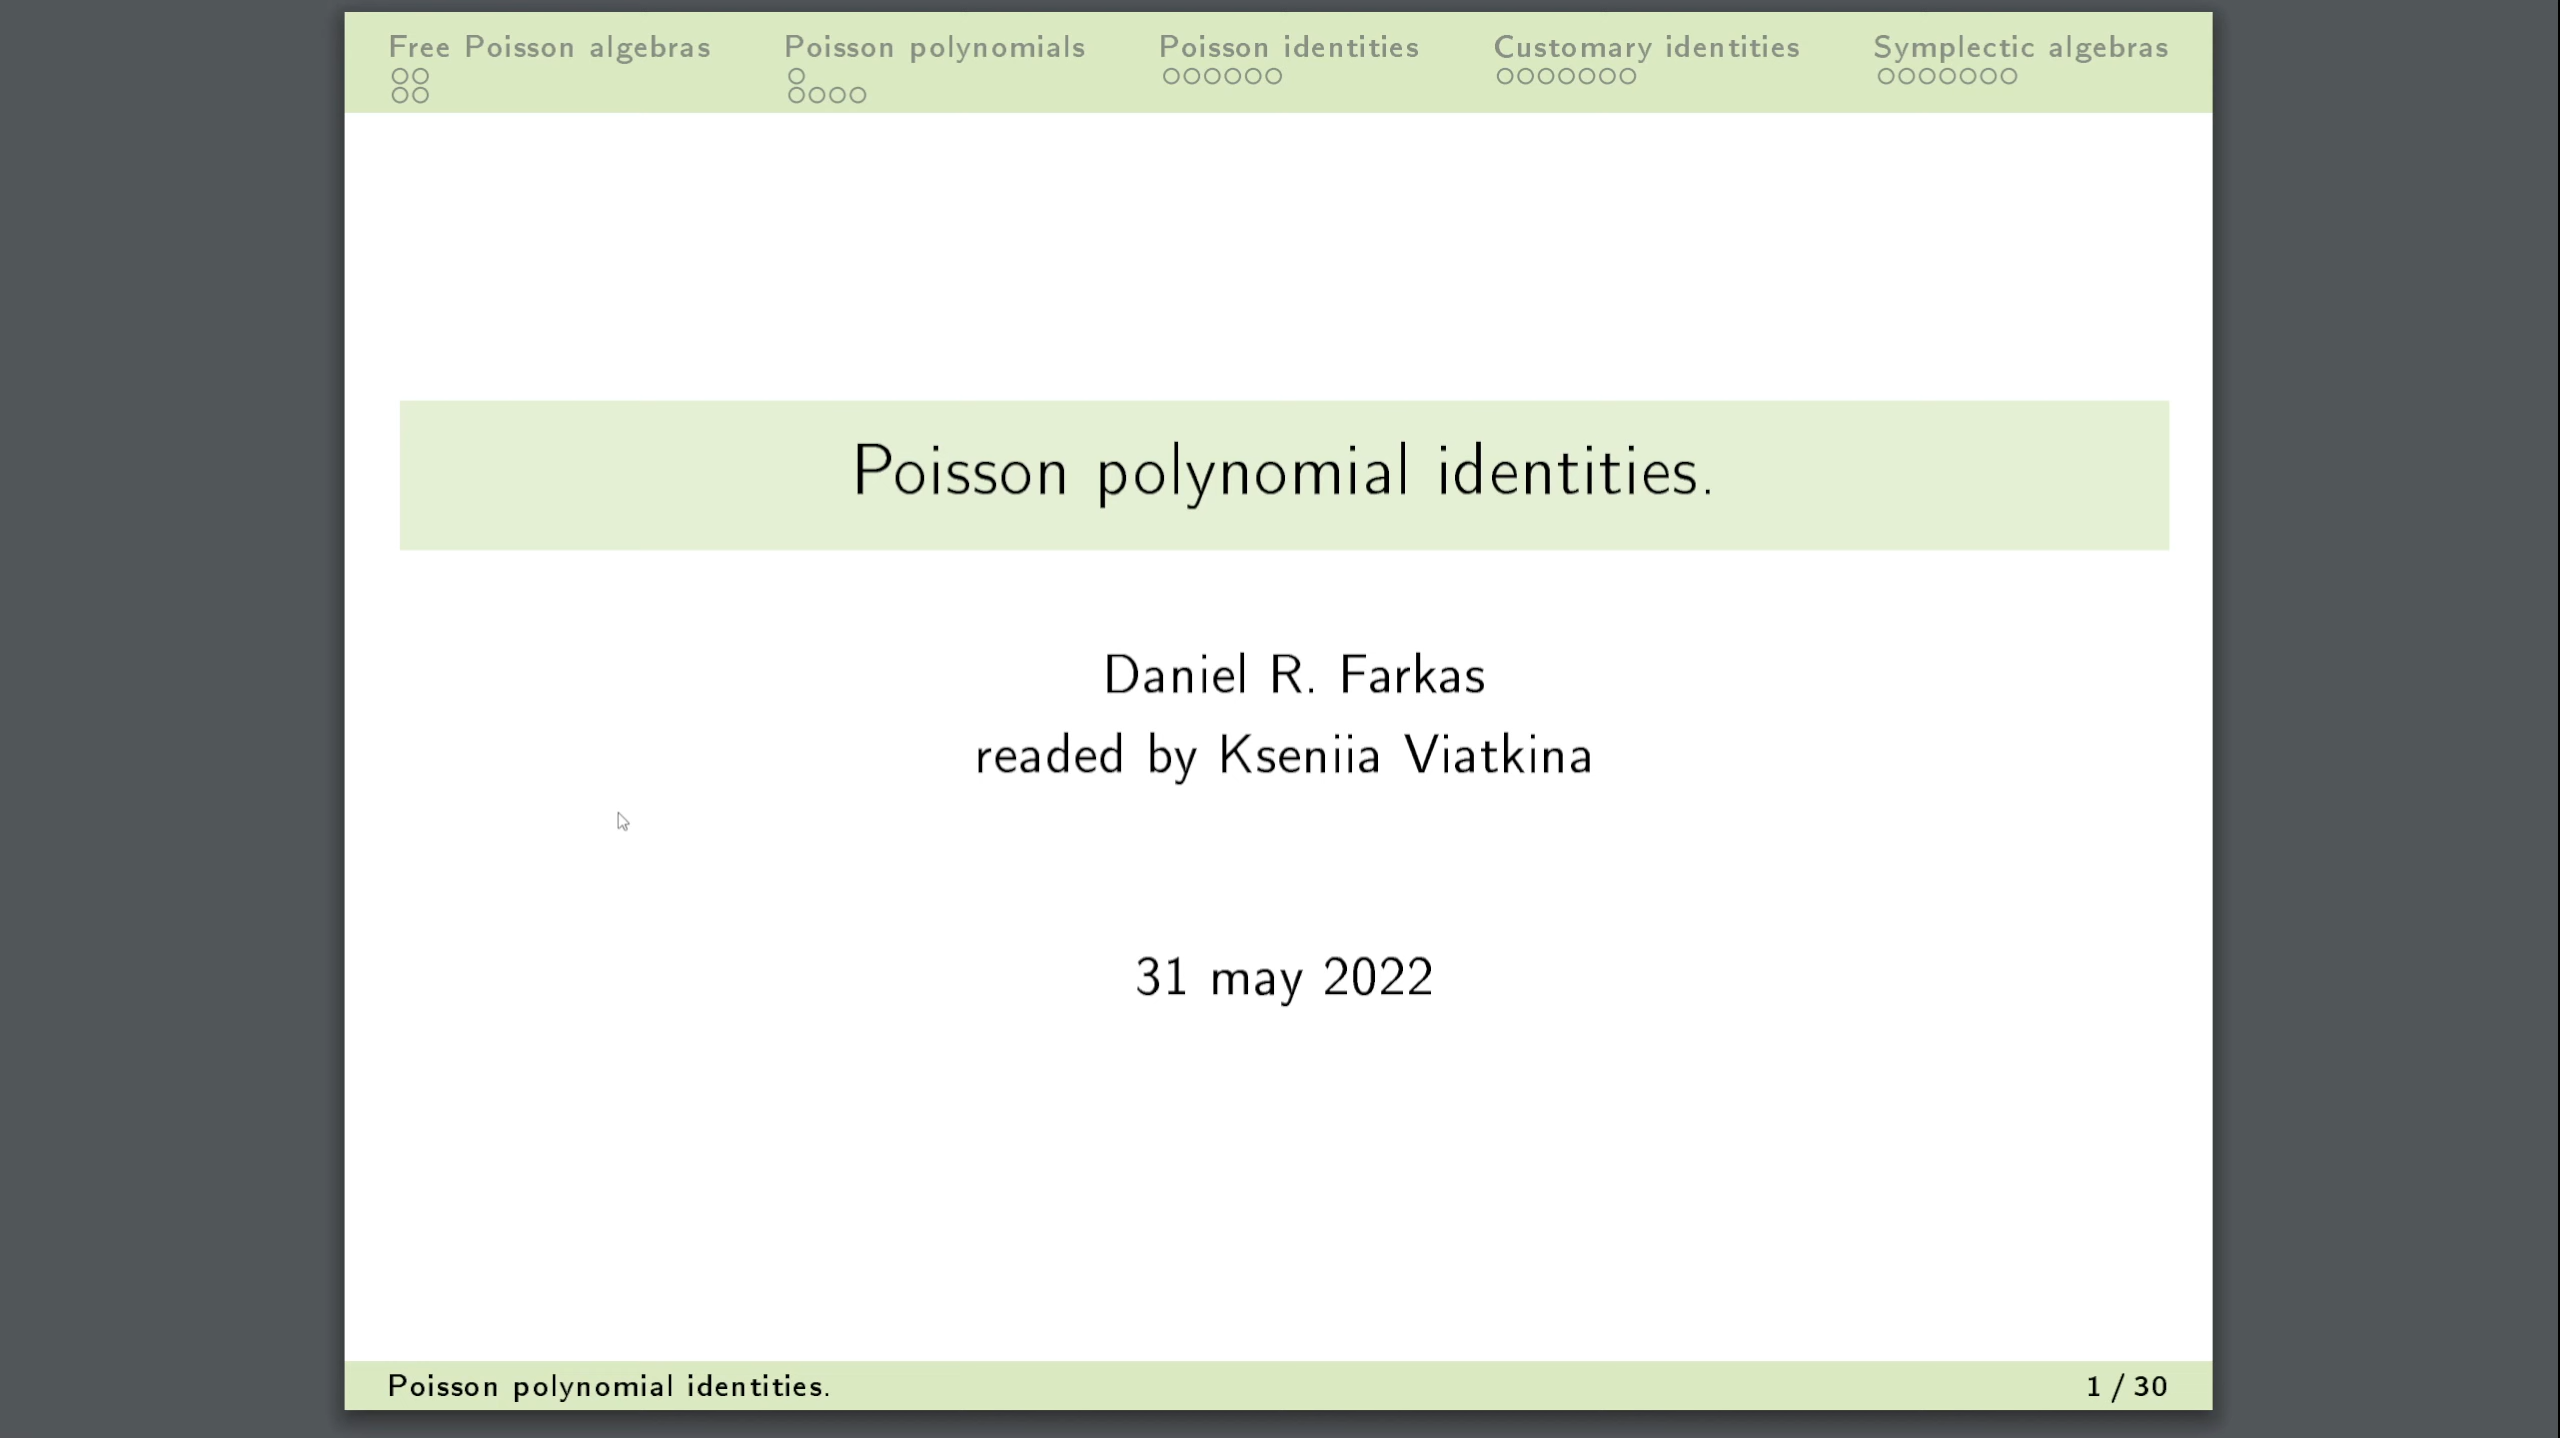 Free Poisson algebras Poisson polynomials Poisson identities Customary identities Symplectic algebras
Poisson polynomial identities.
Daniel R. Farkas
readed by Kseniia Viatkina
31 may 2022
Poisson polynomial identities. 1 / 30